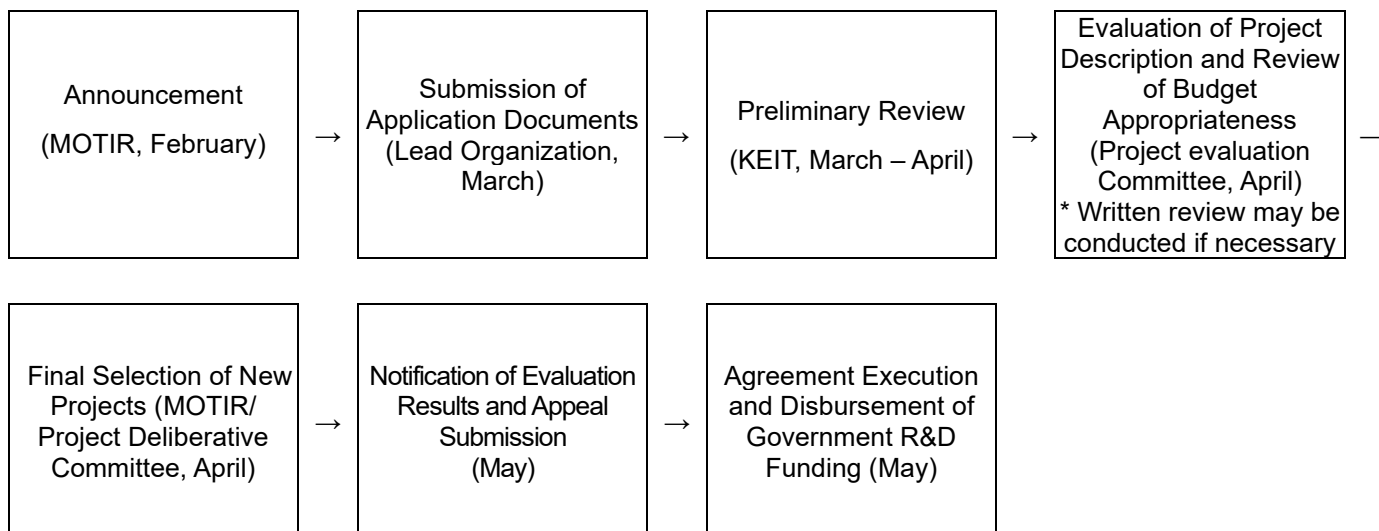 Announcement
(MOTIR, February)
→
Submission of
Application Documents
(Lead Organization,
March)
→
Preliminary Review
(KEIT, March – April)
→
Evaluation of Project
Description and Review
of Budget
Appropriateness
(Project evaluation
Committee, April)
* Written review may be
conducted if necessary
Final Selection of New
Projects (MOTIR/
Project Deliberative
Committee, April)
→
Notification of Evaluation
Results and Appeal
Submission
(May)
→
Agreement Execution
and Disbursement of
Government R&D
Funding (May)